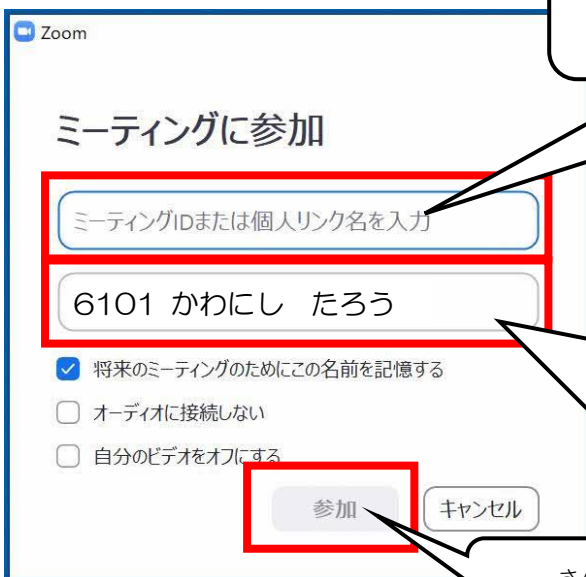 Zoom
ミーティングに参加
ミーティングIDまたは個人リンク名を入力
6101 かわにし たろう
将来のミーティングのためにこの名前を記憶する
オーディオに接続しない
自分のビデオをオフにする
参加
キャンセル